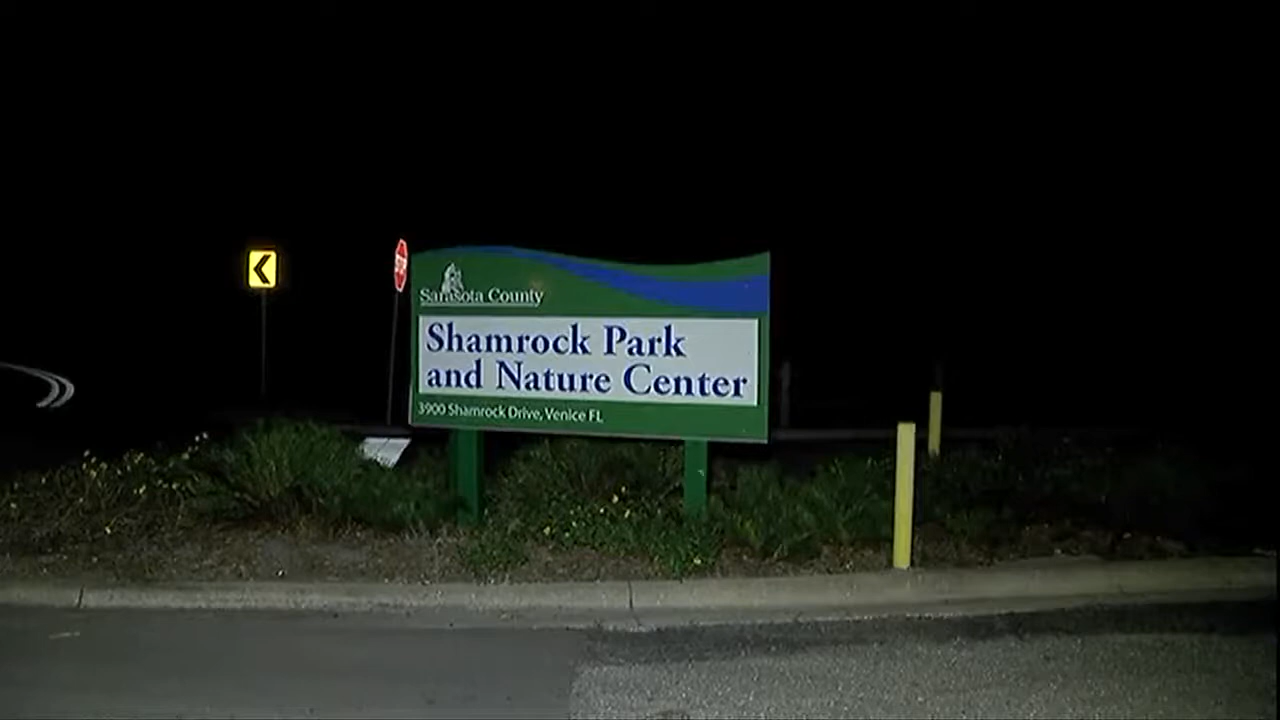 Sarasota County
Shamrock Park
and Nature Center
3900 Shamrock Drive, Venice FL